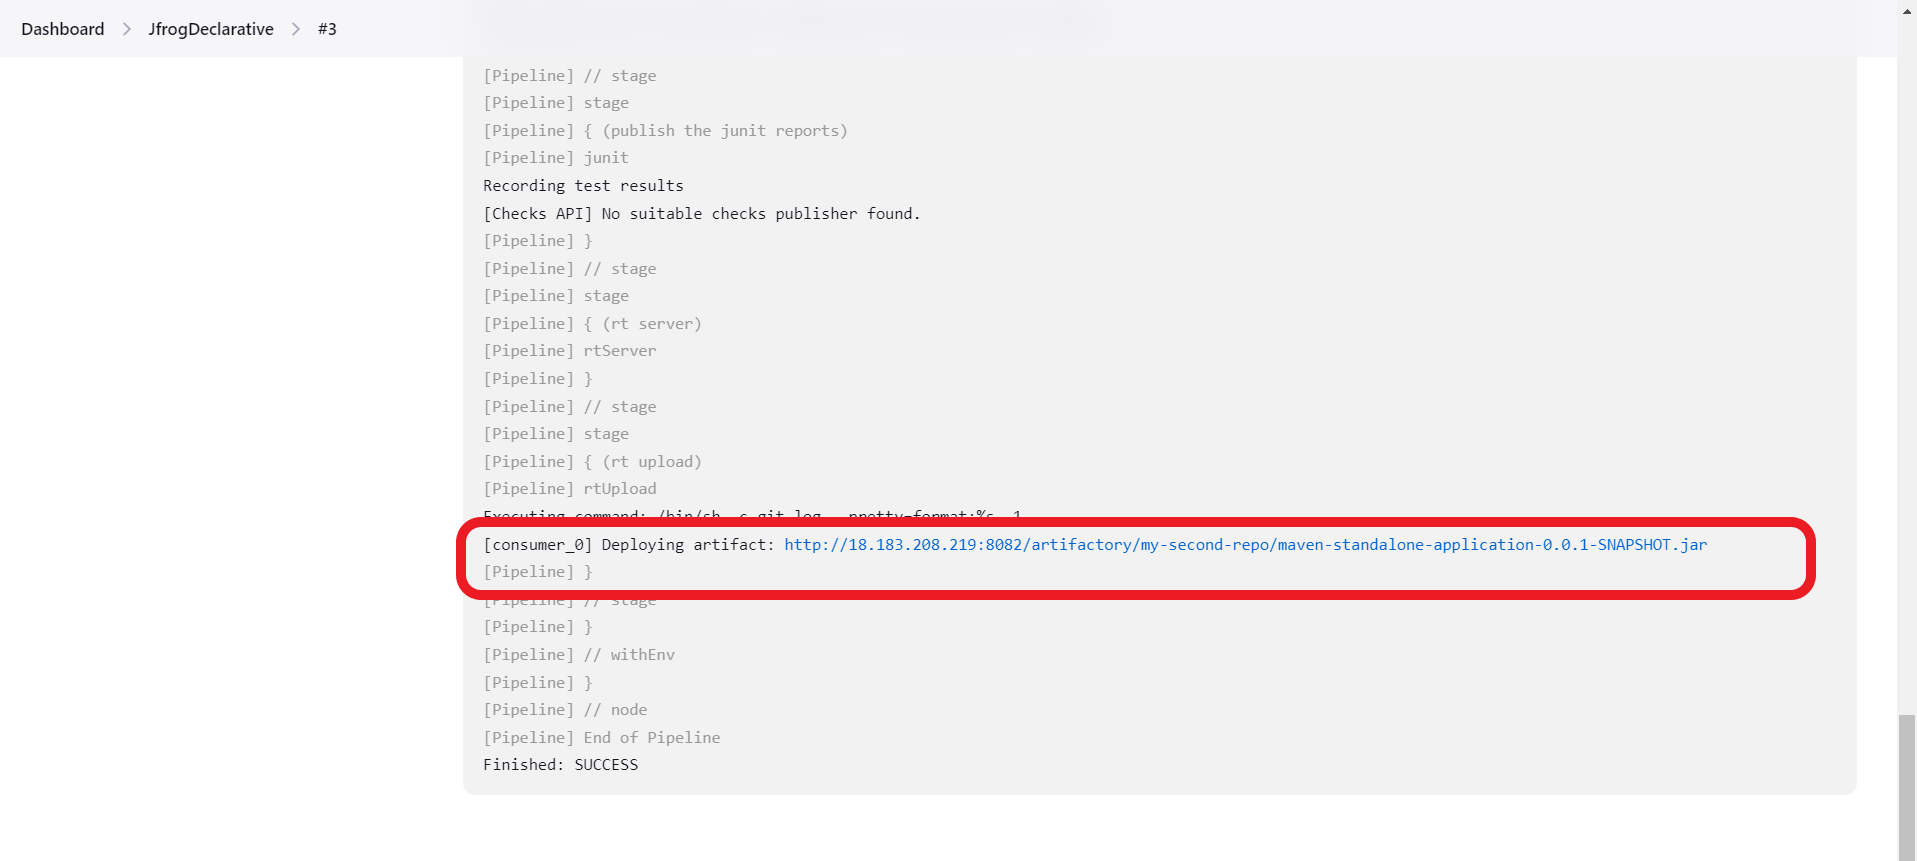 Dashboard > JfrogDeclarative > #3
[Pipeline] // stage
[Pipeline] stage
[Pipeline] { (publish the junit reports)
[Pipeline] junit
Recording test results
[Checks API] No suitable checks publisher found.
[Pipeline] }
[Pipeline] // stage
[Pipeline] stage
[Pipeline] { (rt server)
[Pipeline] rtServer
[Pipeline] }
[Pipeline] // stage
[Pipeline] stage
[Pipeline] { (rt upload)
[Pipeline] rtUpload
Executing command: /bin/sh -c git log --pretty=format:%s -1
[consumer_0] Deploying artifact: http://18.183.208.219:8082/artifactory/my-second-repo/maven-standalone-application-0.0.1-SNAPSHOT.jar
[Pipeline] }
[Pipeline] // stage
[Pipeline] }
[Pipeline] // withEnv
[Pipeline] }
[Pipeline] // node
[Pipeline] End of Pipeline
Finished: SUCCESS